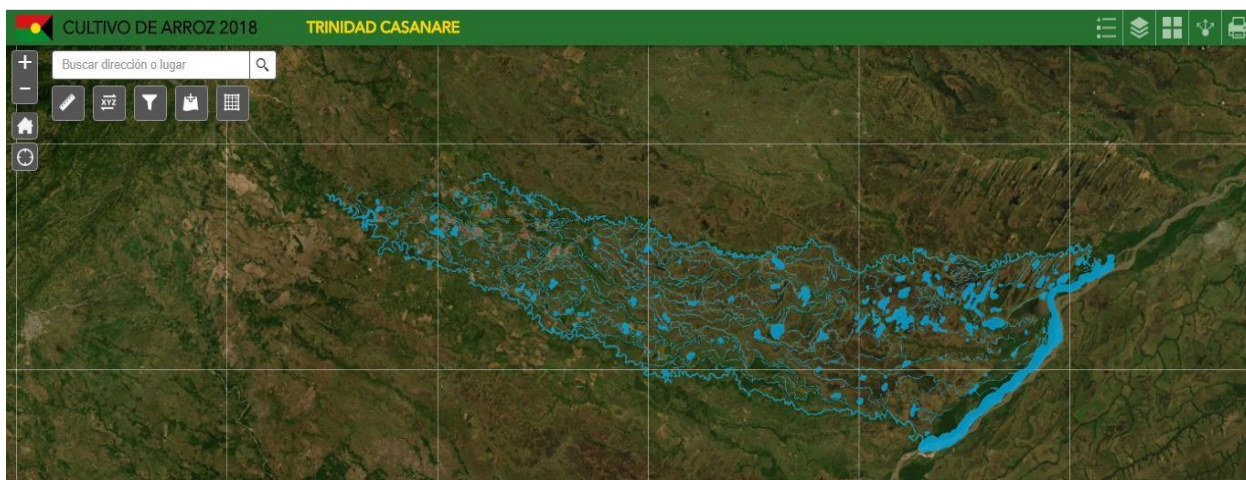 CULTIVO DE ARROZ 2018 TRINIDAD CASANARE
+
Buscar dirección o lugar
−
XYZ